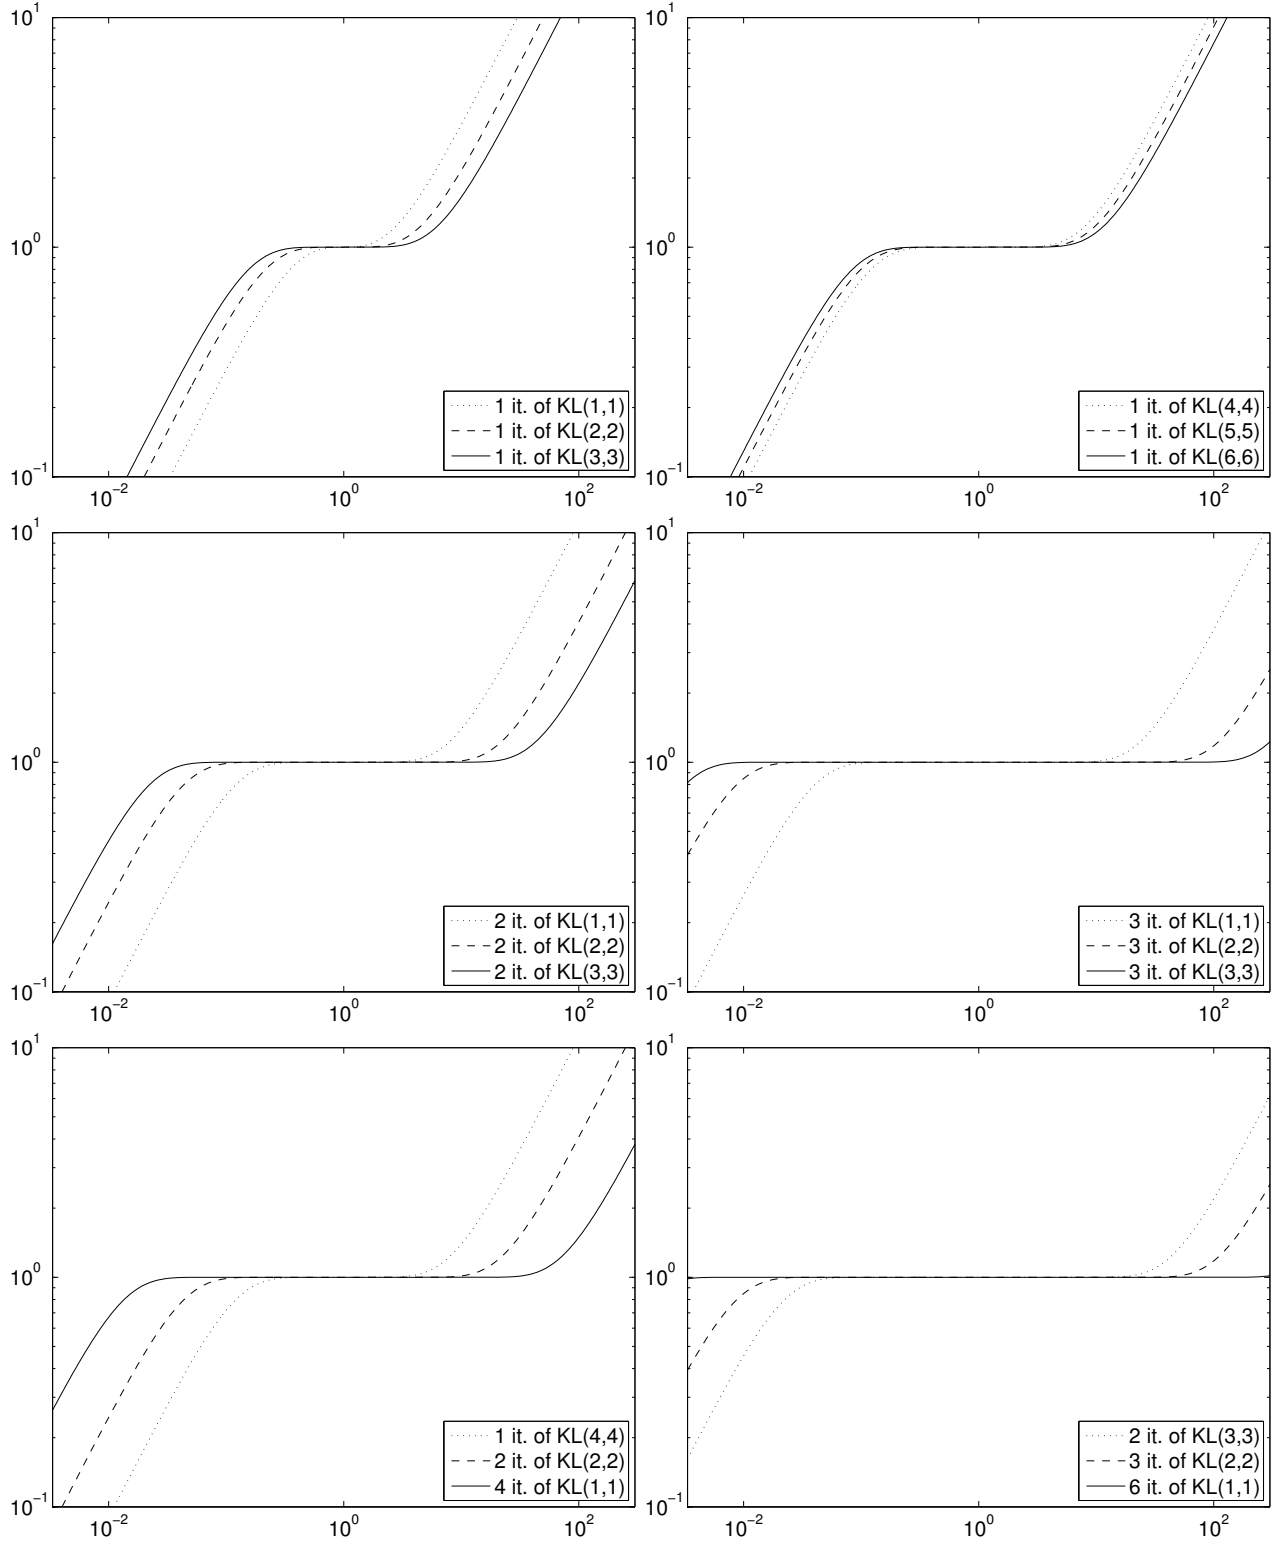 10^1
10^0
10^−1
10^−2
10^0
10^2
1 it. of KL(1,1)
1 it. of KL(2,2)
1 it. of KL(3,3)
10^1
10^0
10^−1
10^−2
10^0
10^2
1 it. of KL(4,4)
1 it. of KL(5,5)
1 it. of KL(6,6)
10^1
10^0
10^−1
10^−2
10^0
10^2
2 it. of KL(1,1)
2 it. of KL(2,2)
2 it. of KL(3,3)
10^1
10^0
10^−1
10^−2
10^0
10^2
3 it. of KL(1,1)
3 it. of KL(2,2)
3 it. of KL(3,3)
10^1
10^0
10^−1
10^−2
10^0
10^2
1 it. of KL(4,4)
2 it. of KL(2,2)
4 it. of KL(1,1)
10^1
10^0
10^−1
10^−2
10^0
10^2
2 it. of KL(3,3)
3 it. of KL(2,2)
6 it. of KL(1,1)